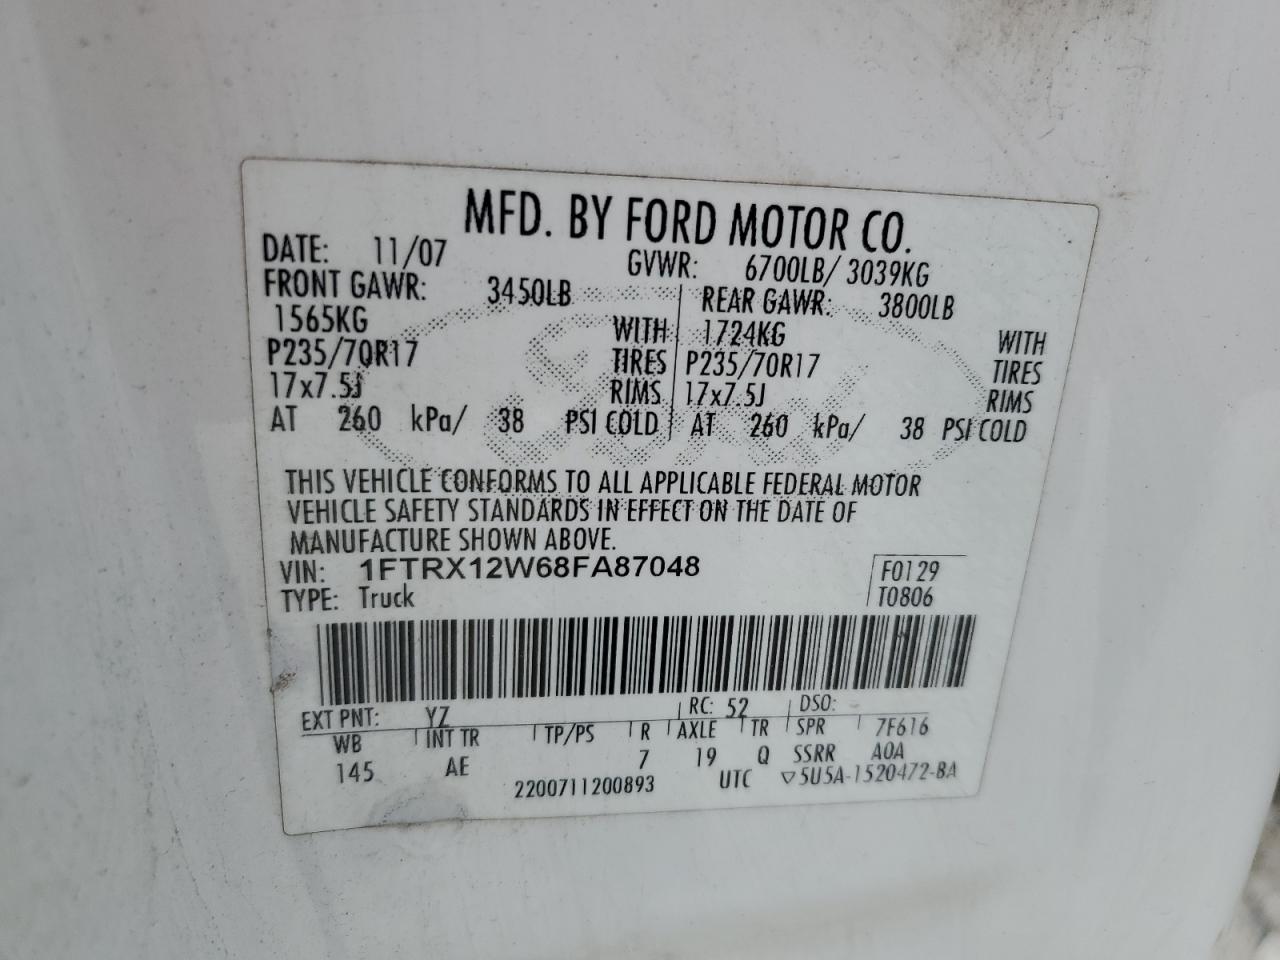 MFD. BY FORD MOTOR CO.
DATE: 11/07 GVWR: 6700LB/ 3039KG
FRONT GAWR: 3450LB REAR GAWR: 3800LB
1565KG WITH 1724KG WITH
P235/70R17 TIRES P235/70R17 TIRES
17x7.5J RIMS 17x7.5J RIMS
AT 260 kPa/ 38 PSI COLD AT 260 kPa/ 38 PSI COLD
THIS VEHICLE CONFORMS TO ALL APPLICABLE FEDERAL MOTOR
VEHICLE SAFETY STANDARDS IN EFFECT ON THE DATE OF
MANUFACTURE SHOWN ABOVE.
VIN: 1FTRX12W68FA87048 F0129
TYPE: Truck T0806
EXT PNT: YZ RC: 52 DSO:
WB INT TR TP/PS R AXLE TR SPR 7F616
145 AE 7 19 Q SSRR A0A
2200711200893 UTC ▽5U5A-1520472-BA